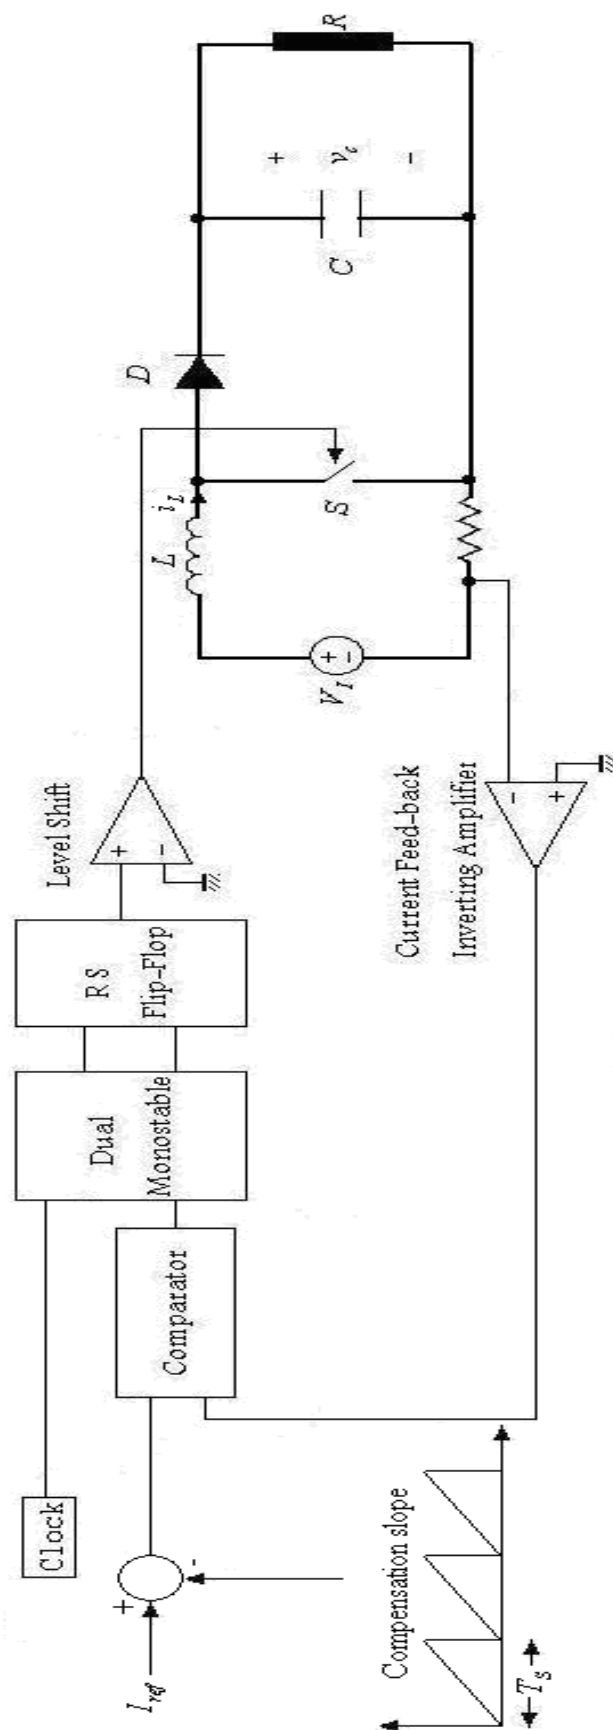 Clock
Dual
Monostable
R S
Flip-Flop
Level Shift
Comparator
I_ref
+
-
+
-
L
i_L
D
S
V_I
+
-
C
+
v_c
-
R
Compensation slope
T_S
Current Feed-back
Inverting Amplifier
-
+